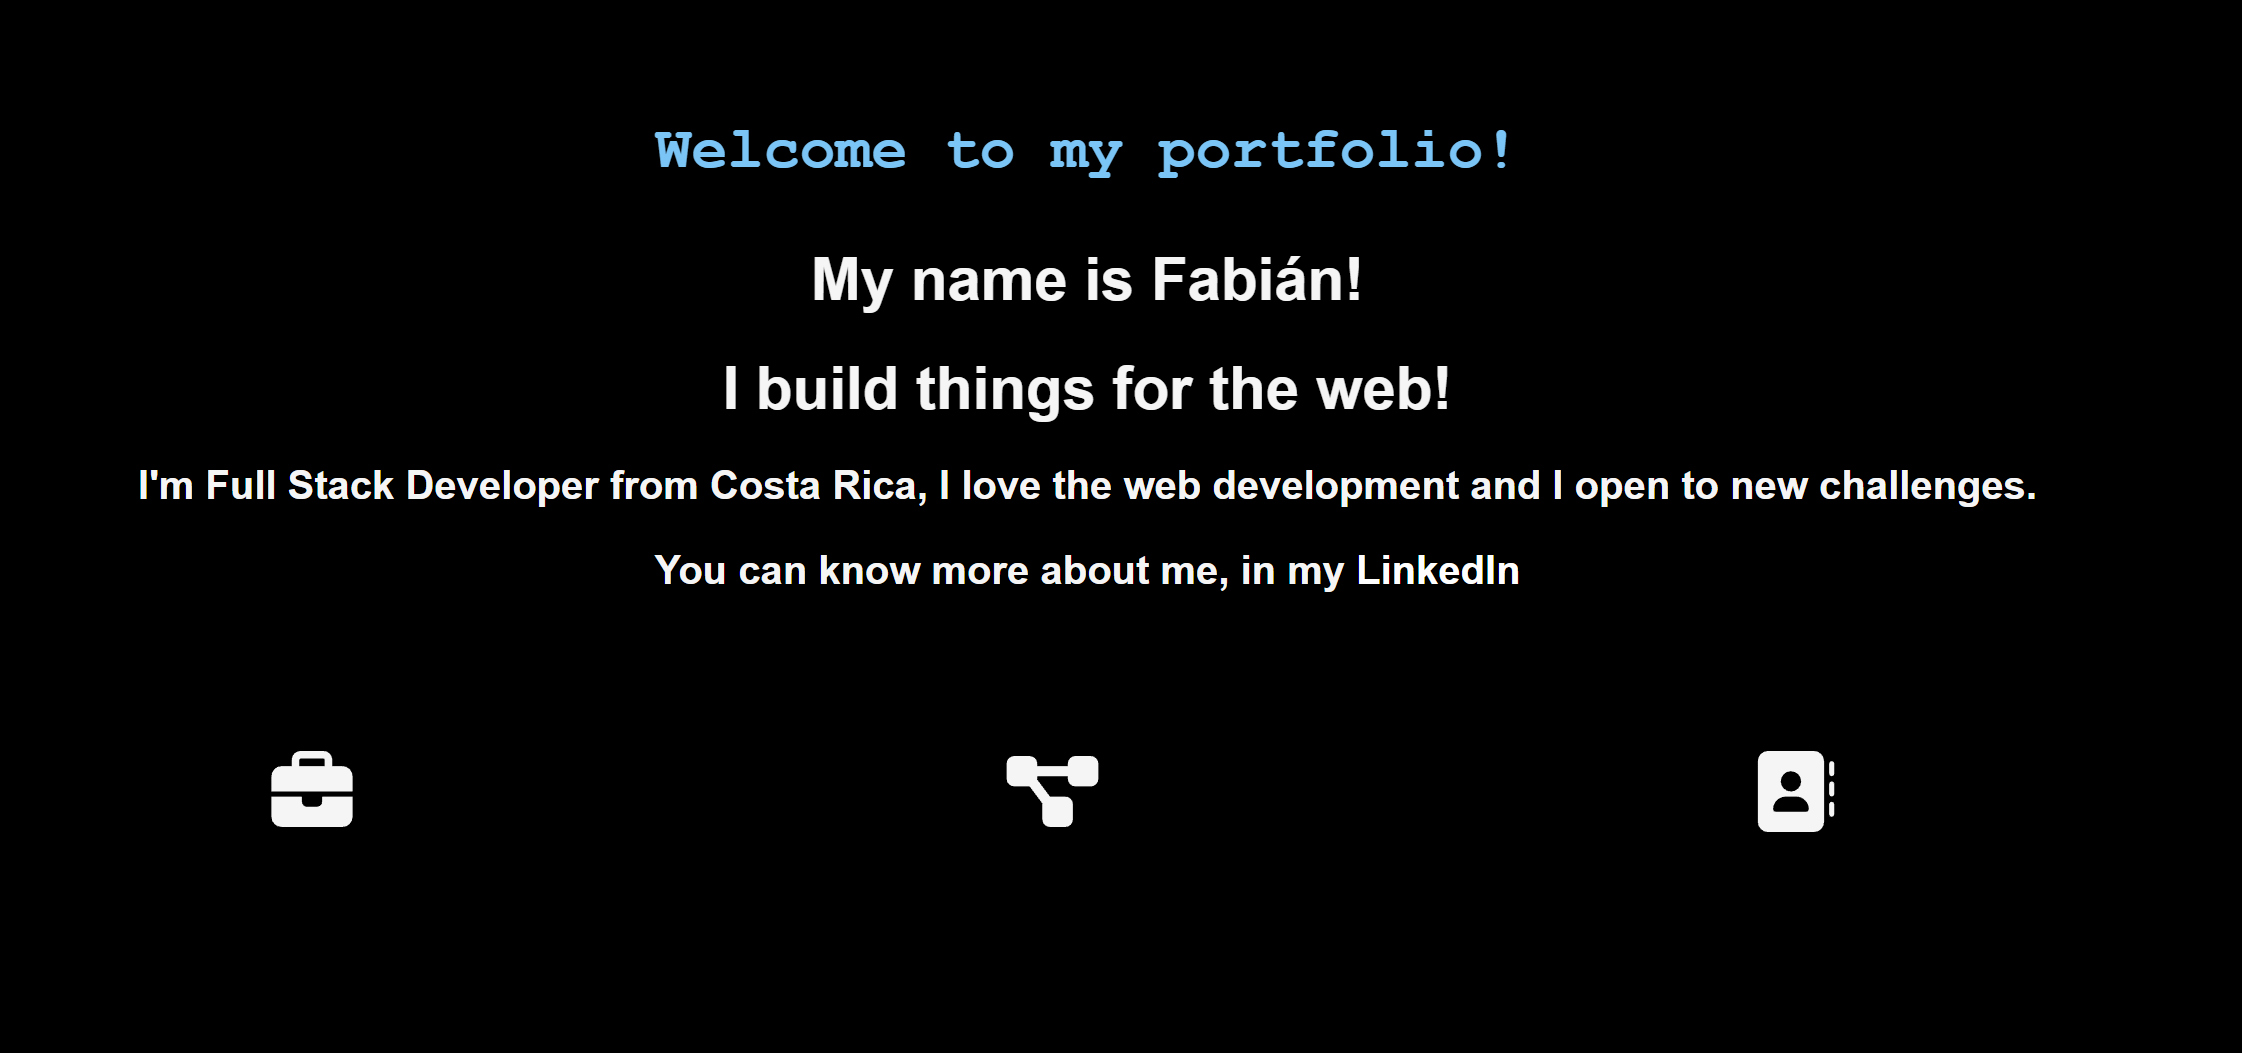 Welcome to my portfolio!
My name is Fabián!
I build things for the web!
I'm Full Stack Developer from Costa Rica, I love the web development and I open to new challenges.
You can know more about me, in my LinkedIn